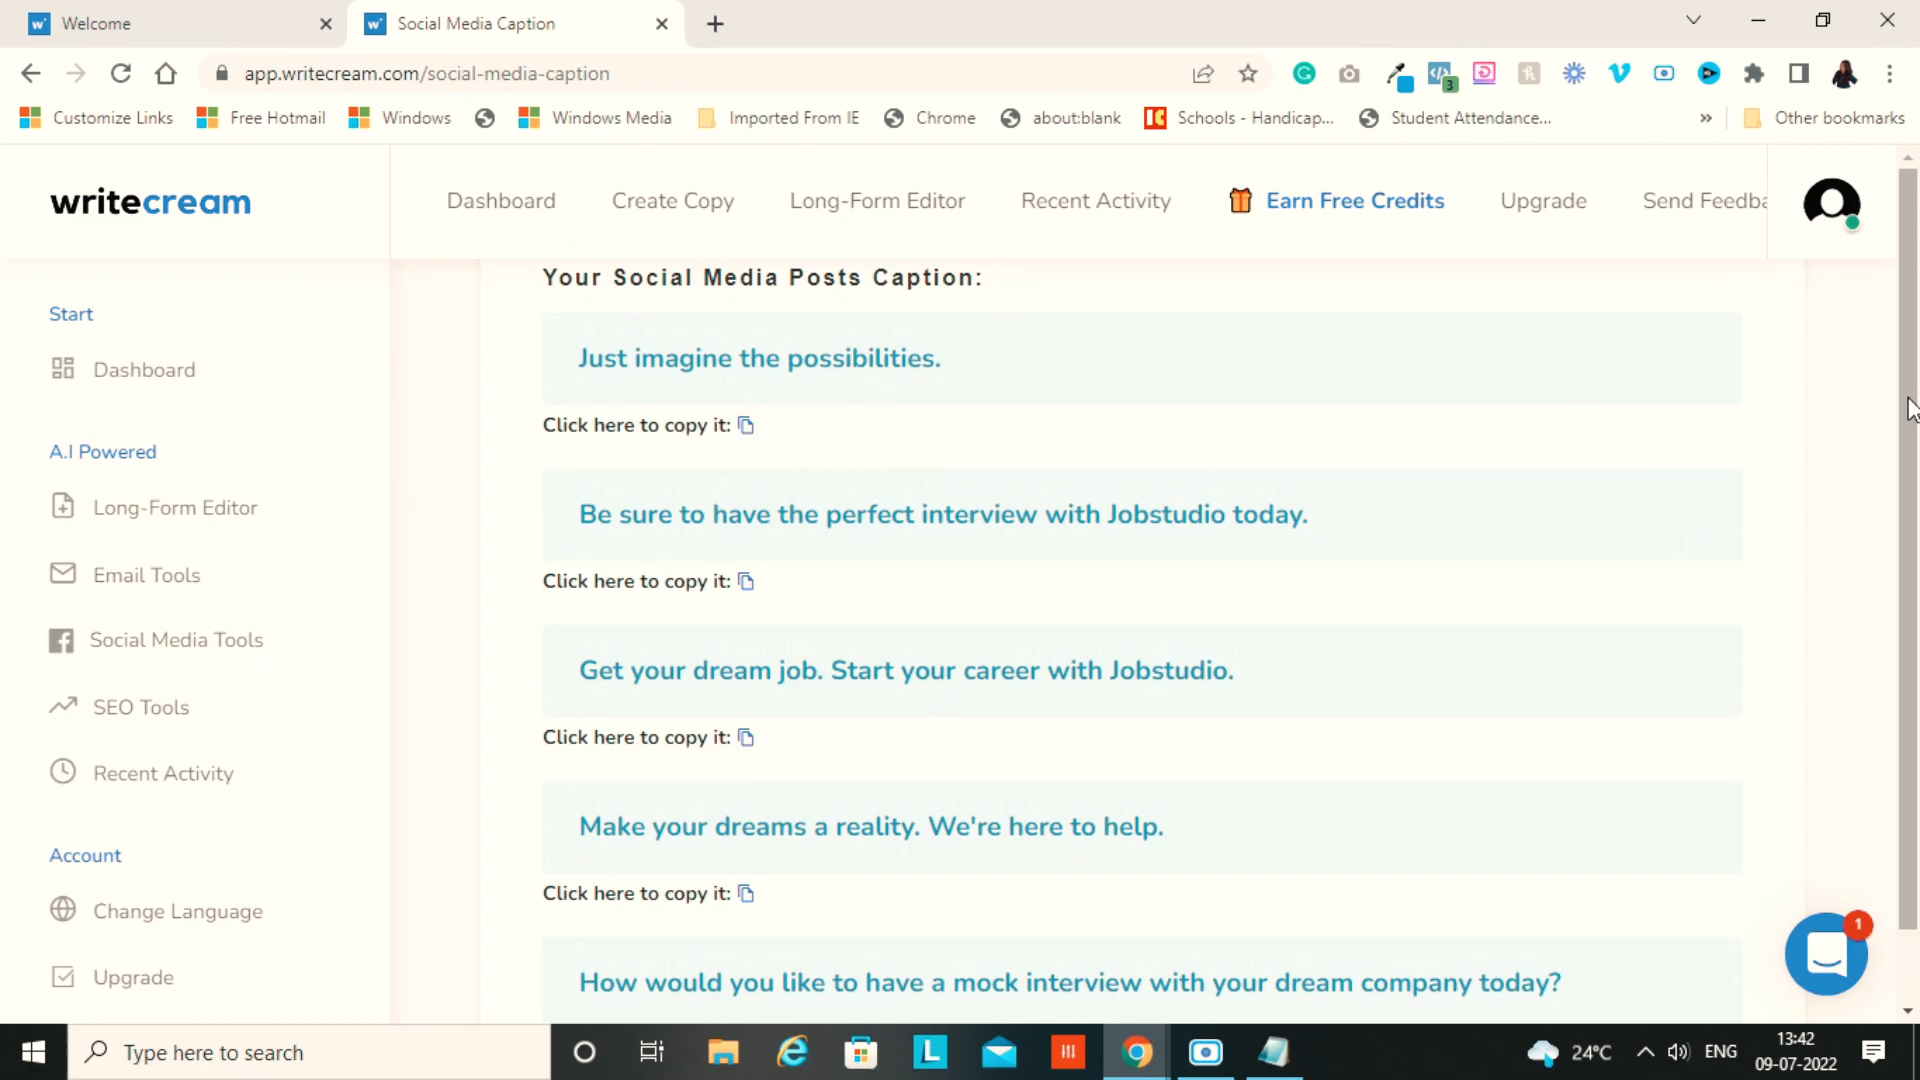 Welcome
Social Media Caption
app.writecream.com/social-media-caption
3
Customize Links
Free Hotmail
Windows
Windows Media
Imported From IE
Chrome
about:blank
Schools - Handicap...
Student Attendance...
»
Other bookmarks
writecream
Dashboard
Create Copy
Long-Form Editor
Recent Activity
Earn Free Credits
Upgrade
Send Feedba
Start
Dashboard
A.I Powered
Long-Form Editor
Email Tools
Social Media Tools
SEO Tools
Recent Activity
Account
Change Language
Upgrade
Your Social Media Posts Caption:
Just imagine the possibilities.
Click here to copy it:
Be sure to have the perfect interview with Jobstudio today.
Click here to copy it:
Get your dream job. Start your career with Jobstudio.
Click here to copy it:
Make your dreams a reality. We're here to help.
Click here to copy it:
How would you like to have a mock interview with your dream company today?
1
Type here to search
L
24°C
ENG
13:42
09-07-2022